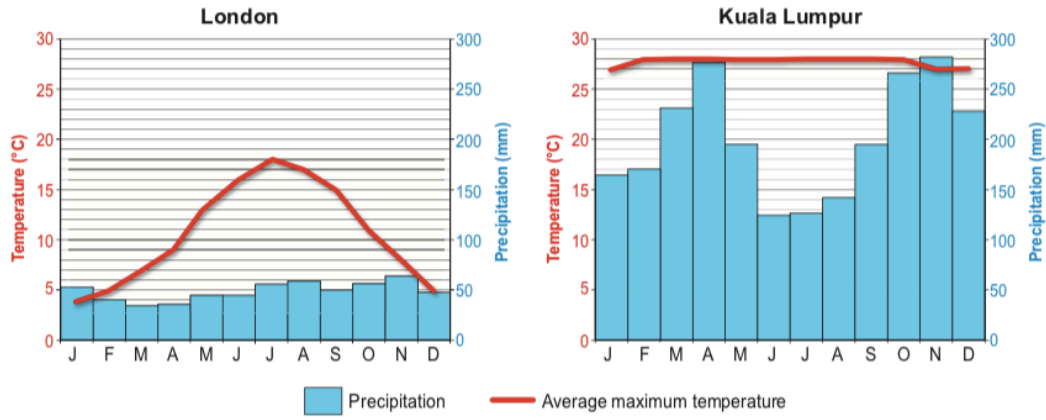 London
Temperature (°C)
30
25
20
15
10
5
0
300
250
200
150
100
50
0
Precipitation (mm)
J F M A M J J A S O N D
Kuala Lumpur
Temperature (°C)
30
25
20
15
10
5
0
300
250
200
150
100
50
0
Precipitation (mm)
J F M A M J J A S O N D
Precipitation
Average maximum temperature